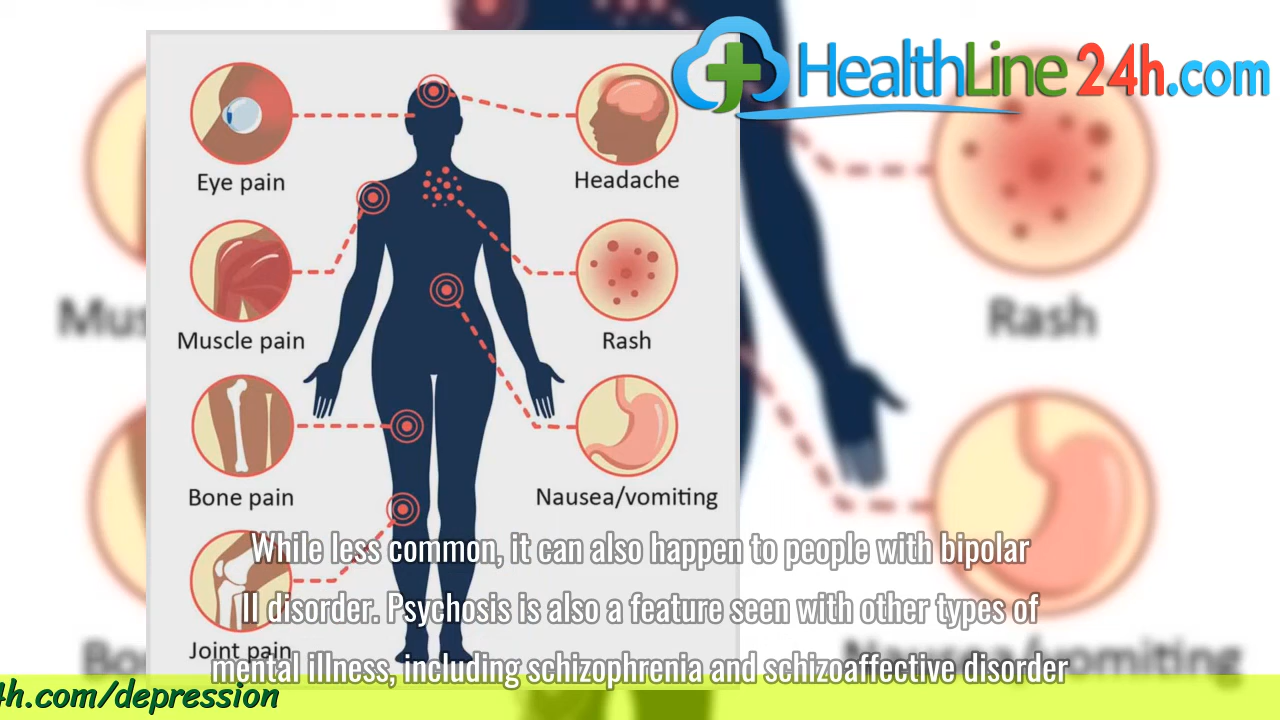 HealthLine 24h.com
Eye pain
Headache
Muscle pain
Rash
Rash
Bone pain
Nausea/vomiting
Joint pain
While less common, it can also happen to people with bipolar
II disorder. Psychosis is also a feature seen with other types of
mental illness, including schizophrenia and schizoaffective disorder
4h.com/depression